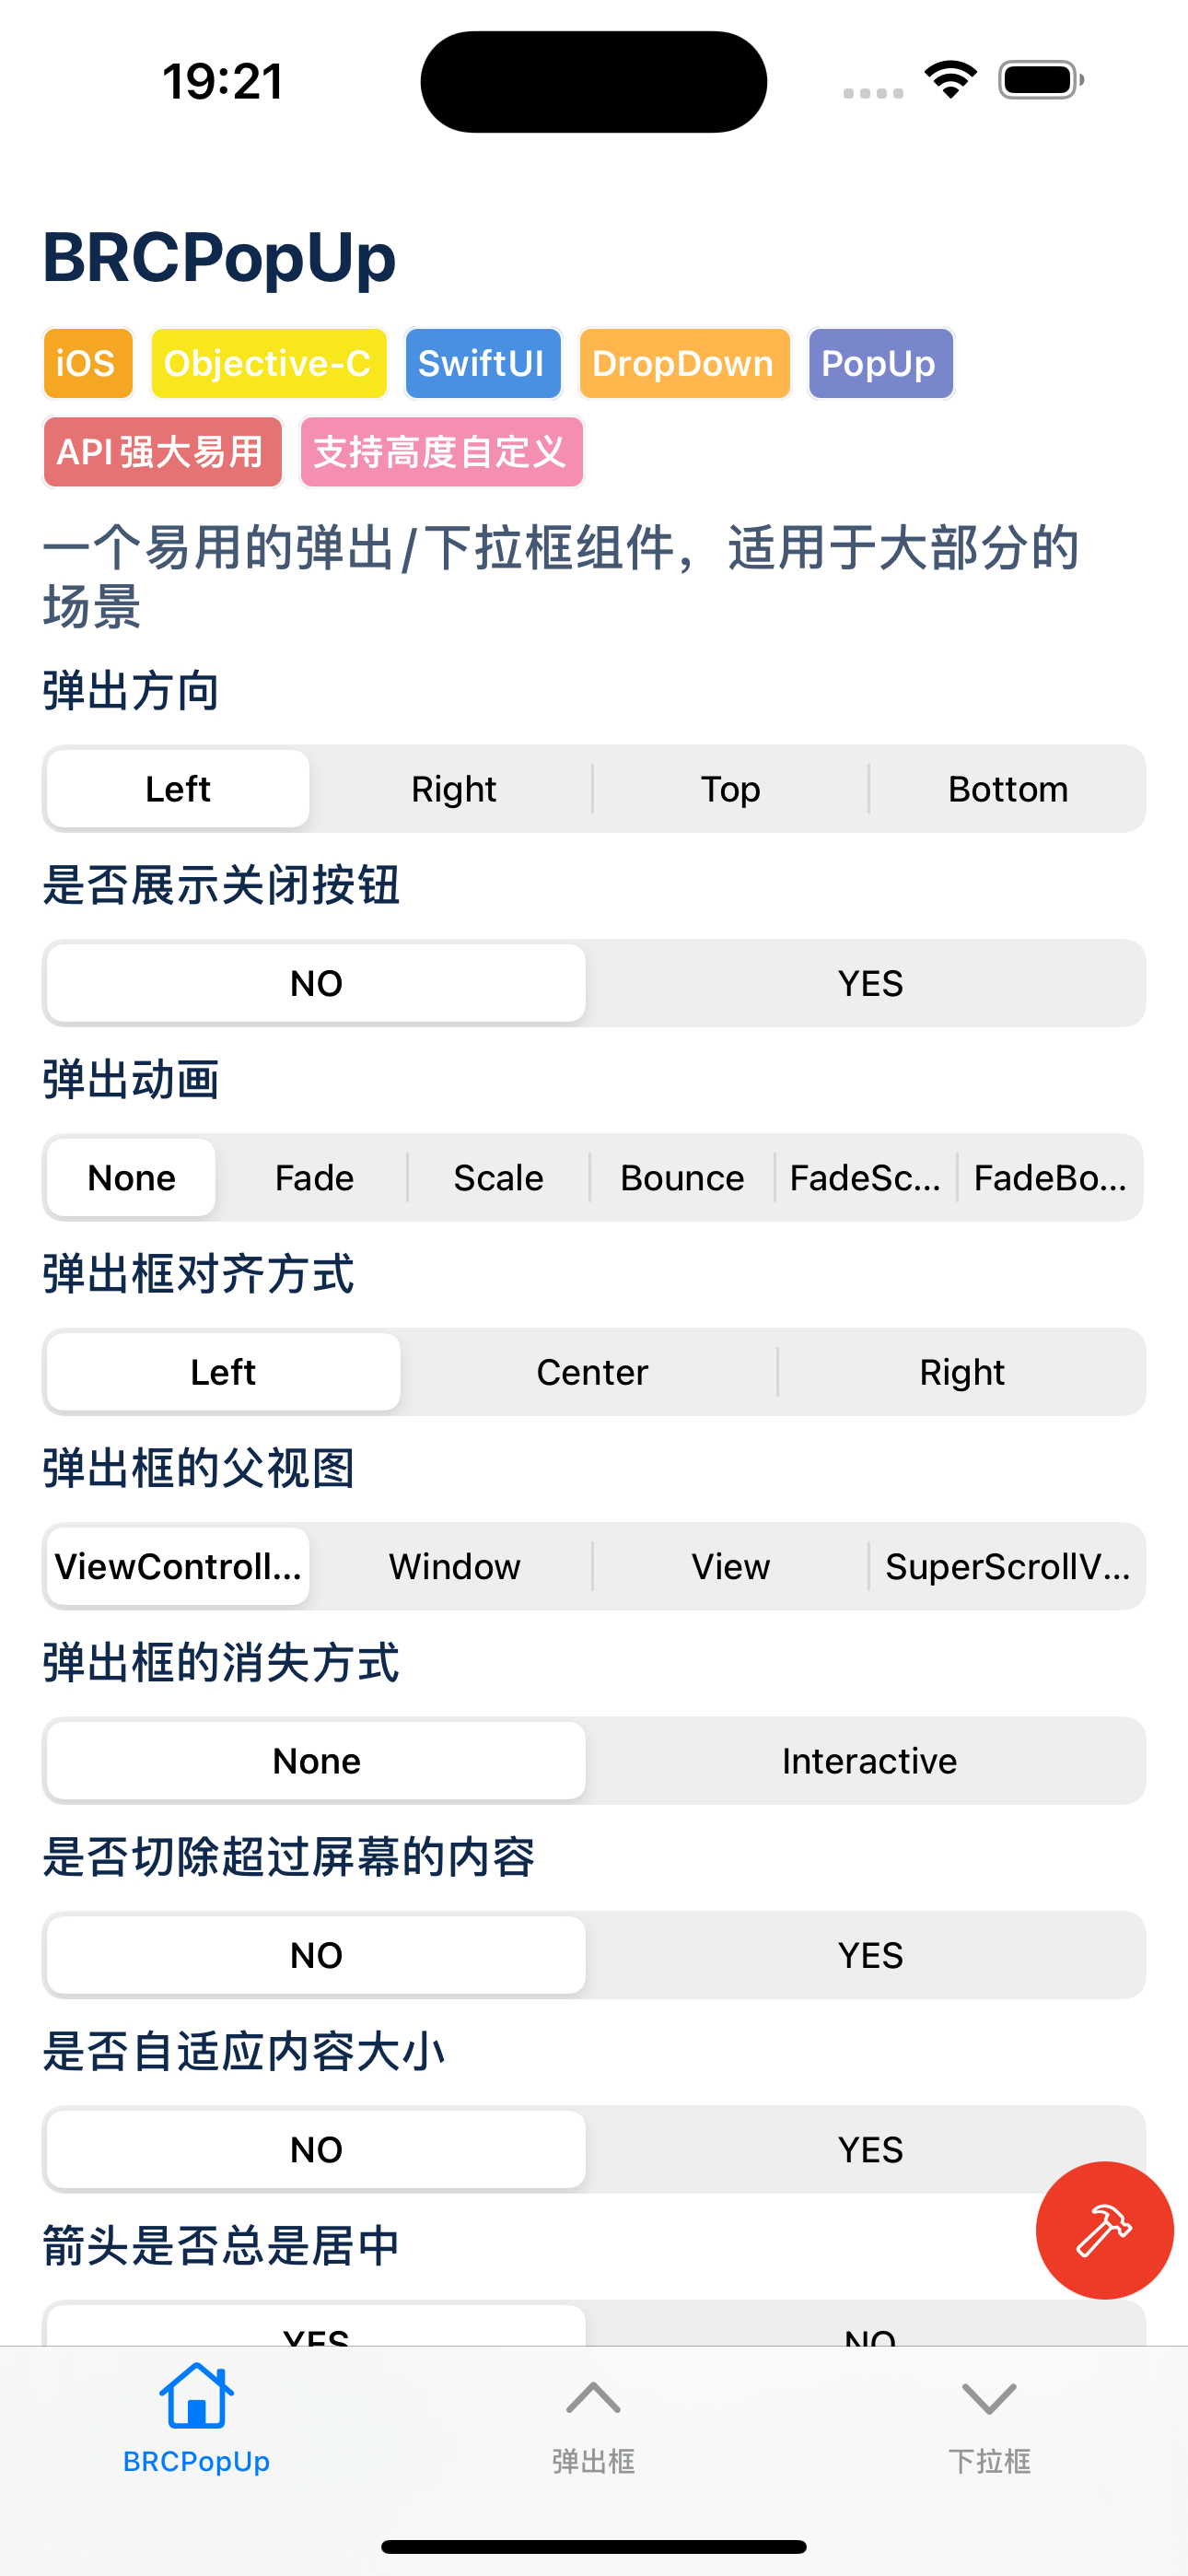 19:21
BRCPopUp
iOS Objective-C SwiftUI DropDown PopUp
API 强大易用 支持高度自定义
一个易用的弹出/下拉框组件，适用于大部分的
场景
弹出方向
Left Right Top Bottom
是否展示关闭按钮
NO YES
弹出动画
None Fade Scale Bounce FadeSc... FadeBo...
弹出框对齐方式
Left Center Right
弹出框的父视图
ViewControll... Window View SuperScrollV...
弹出框的消失方式
None Interactive
是否切除超过屏幕的内容
NO YES
是否自适应内容大小
NO YES
箭头是否总是居中
YES NO
BRCPopUp 弹出框 下拉框